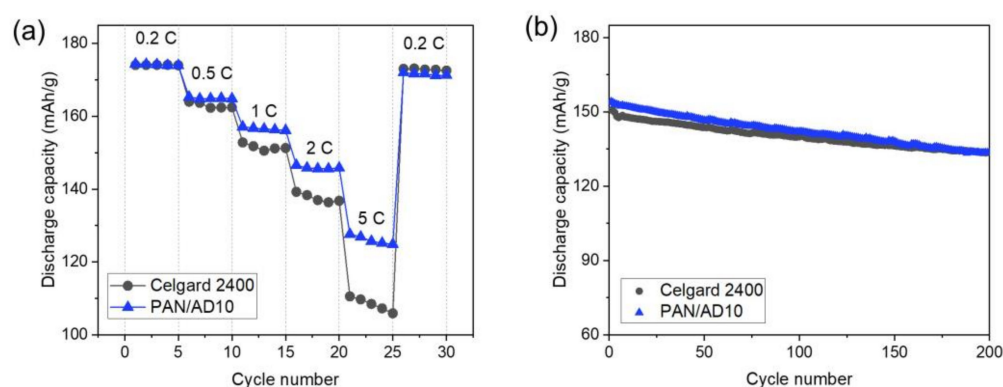 (a)
180
160
140
120
100
Discharge capacity (mAh/g)
0.2 C
0.5 C
1 C
2 C
5 C
0.2 C
Celgard 2400
PAN/AD10
0 5 10 15 20 25 30
Cycle number
(b)
180
150
120
90
60
Discharge capacity (mAh/g)
Celgard 2400
PAN/AD10
0 50 100 150 200
Cycle number